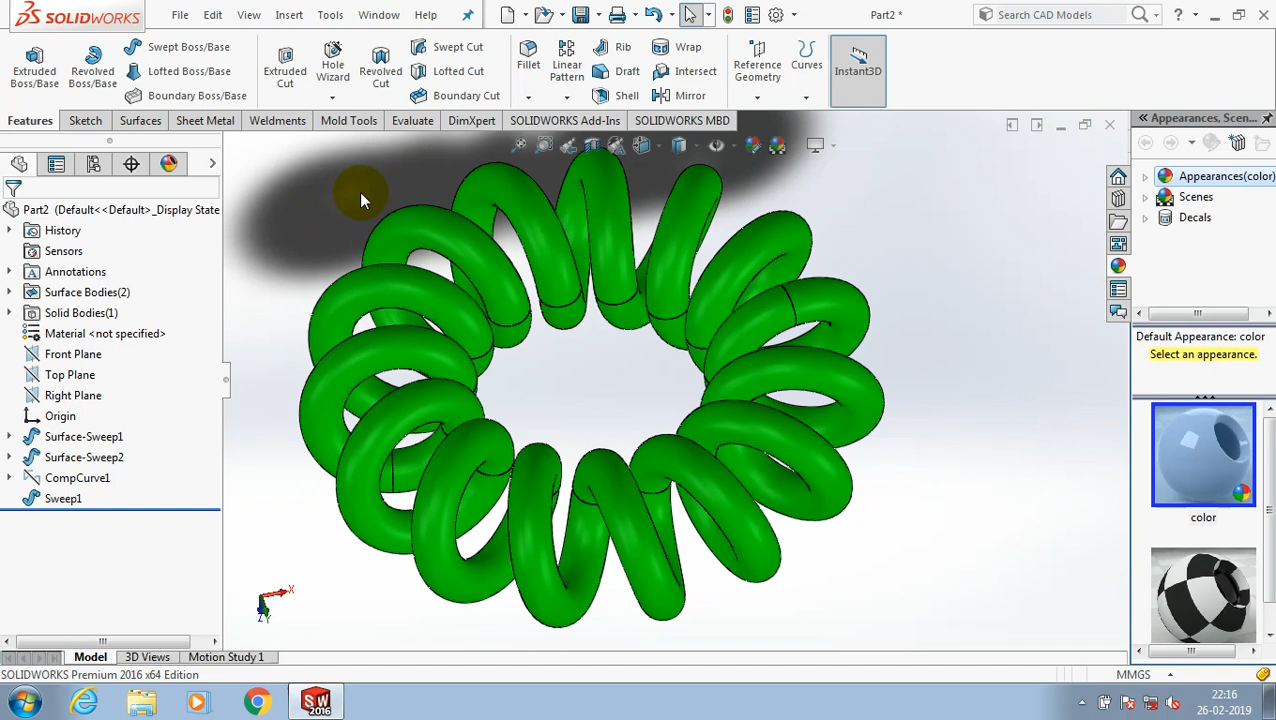 SOLIDWORKS File Edit View Insert Tools Window Help Part2 * Search CAD Models ?
Extruded Boss/Base
Revolved Boss/Base
Swept Boss/Base
Lofted Boss/Base
Boundary Boss/Base
Extruded Cut
Hole Wizard
Revolved Cut
Swept Cut
Lofted Cut
Boundary Cut
Fillet
Linear Pattern
Rib
Draft
Shell
Wrap
Intersect
Mirror
Reference Geometry
Curves
Instant3D
Features Sketch Surfaces Sheet Metal Weldments Mold Tools Evaluate DimXpert SOLIDWORKS Add-Ins SOLIDWORKS MBD
Part2 (Default<<Default>_Display State
History
Sensors
Annotations
Surface Bodies(2)
Solid Bodies(1)
Material <not specified>
Front Plane
Top Plane
Right Plane
Origin
Surface-Sweep1
Surface-Sweep2
CompCurve1
Sweep1
X
Y
Z
Appearances, Scen...
Appearances(color)
Scenes
Decals
Default Appearance: color
Select an appearance.
color
Model 3D Views Motion Study 1
SOLIDWORKS Premium 2016 x64 Edition MMGS
SW
2016
22:16
26-02-2019